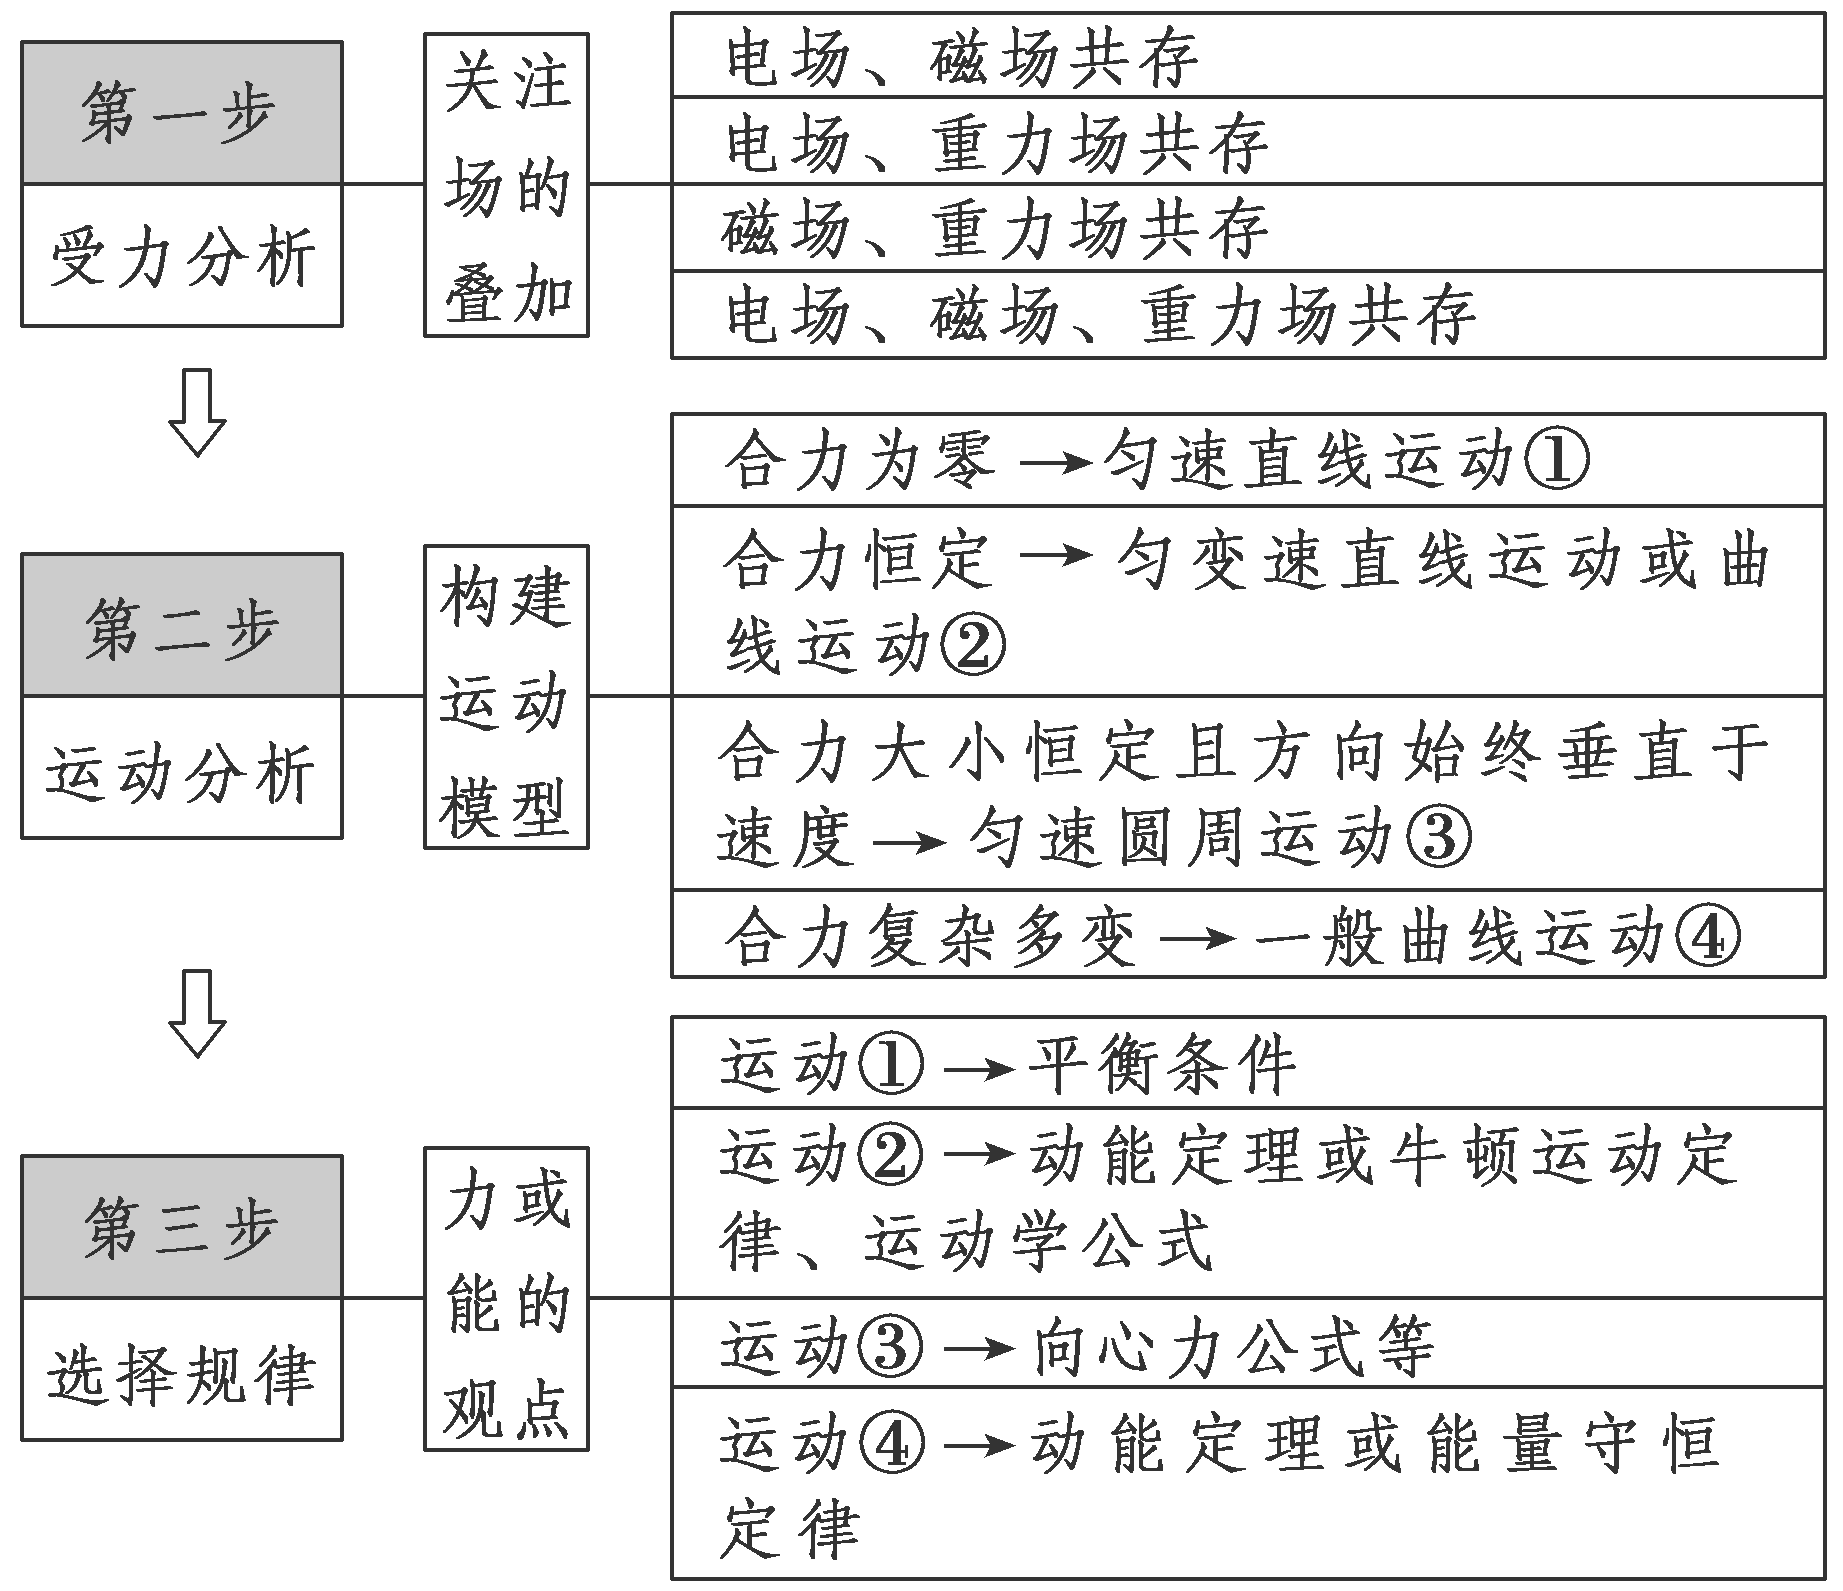 第一步
受力分析
关注
场的
叠加
电场、磁场共存
电场、重力场共存
磁场、重力场共存
电场、磁场、重力场共存
第二步
运动分析
构建
运动
模型
合力为零→匀速直线运动①
合力恒定→匀变速直线运动或曲
线运动②
合力大小恒定且方向始终垂直于
速度→匀速圆周运动③
合力复杂多变→一般曲线运动④
第三步
选择规律
力或
能的
观点
运动①→平衡条件
运动②→动能定理或牛顿运动定
律、运动学公式
运动③→向心力公式等
运动④→动能定理或能量守恒
定律